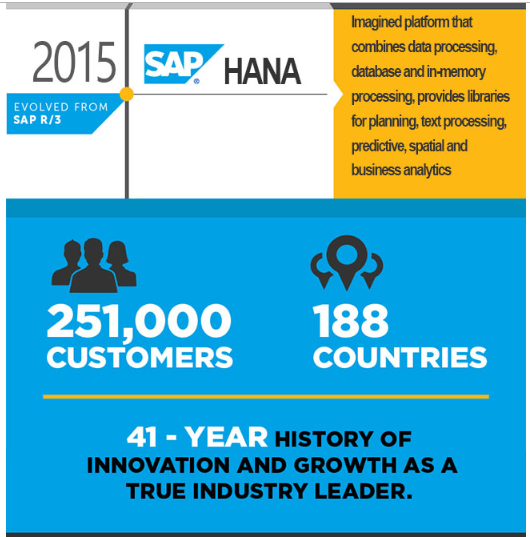 2015
EVOLVED FROM
SAP R/3
SAP®
HANA
Imagined platform that
combines data processing,
database and in-memory
processing, provides libraries
for planning, text processing,
predictive, spatial and
business analytics
251,000
CUSTOMERS
188
COUNTRIES
41 - YEAR HISTORY OF
INNOVATION AND GROWTH AS A
TRUE INDUSTRY LEADER.